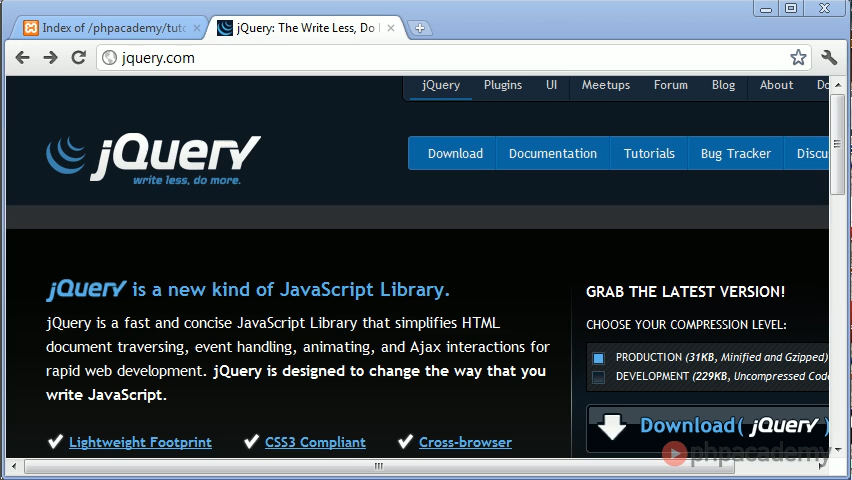 Index of /phpacademy/tuto
jQuery: The Write Less, Do
jquery.com
jQuery Plugins UI Meetups Forum Blog About Do
jQuery
write less, do more.
Download Documentation Tutorials Bug Tracker Discu
jQuery is a new kind of JavaScript Library.
jQuery is a fast and concise JavaScript Library that simplifies HTML
document traversing, event handling, animating, and Ajax interactions for
rapid web development. jQuery is designed to change the way that you
write JavaScript.
Lightweight Footprint CSS3 Compliant Cross-browser
GRAB THE LATEST VERSION!
CHOOSE YOUR COMPRESSION LEVEL:
PRODUCTION (31KB, Minified and Gzipped)
DEVELOPMENT (229KB, Uncompressed Code
Download( jQuery )
phpacademy